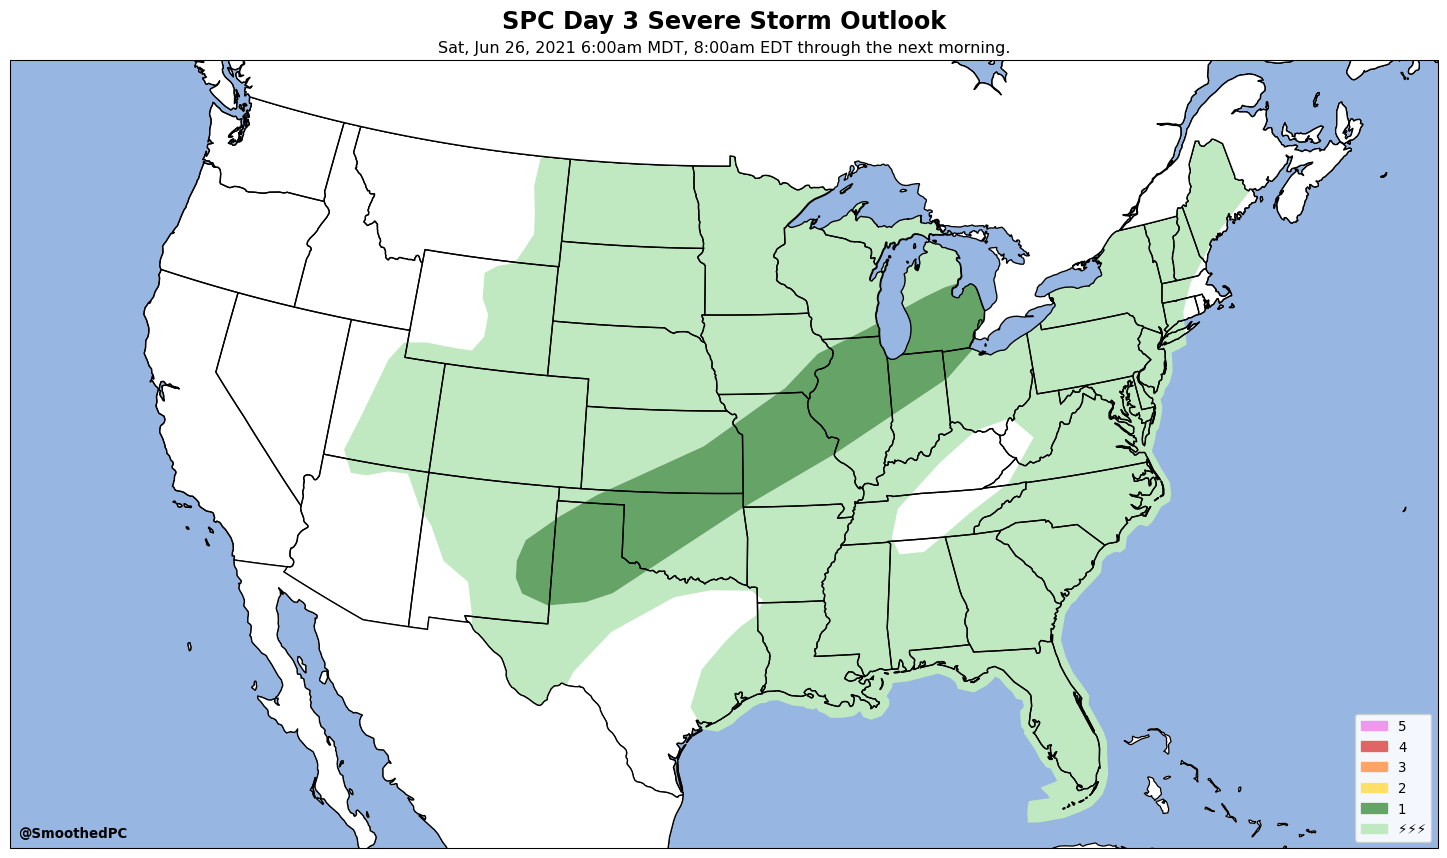 SPC Day 3 Severe Storm Outlook
Sat, Jun 26, 2021 6:00am MDT, 8:00am EDT through the next morning.
5
4
3
2
1
⚡⚡⚡
@SmoothedPC